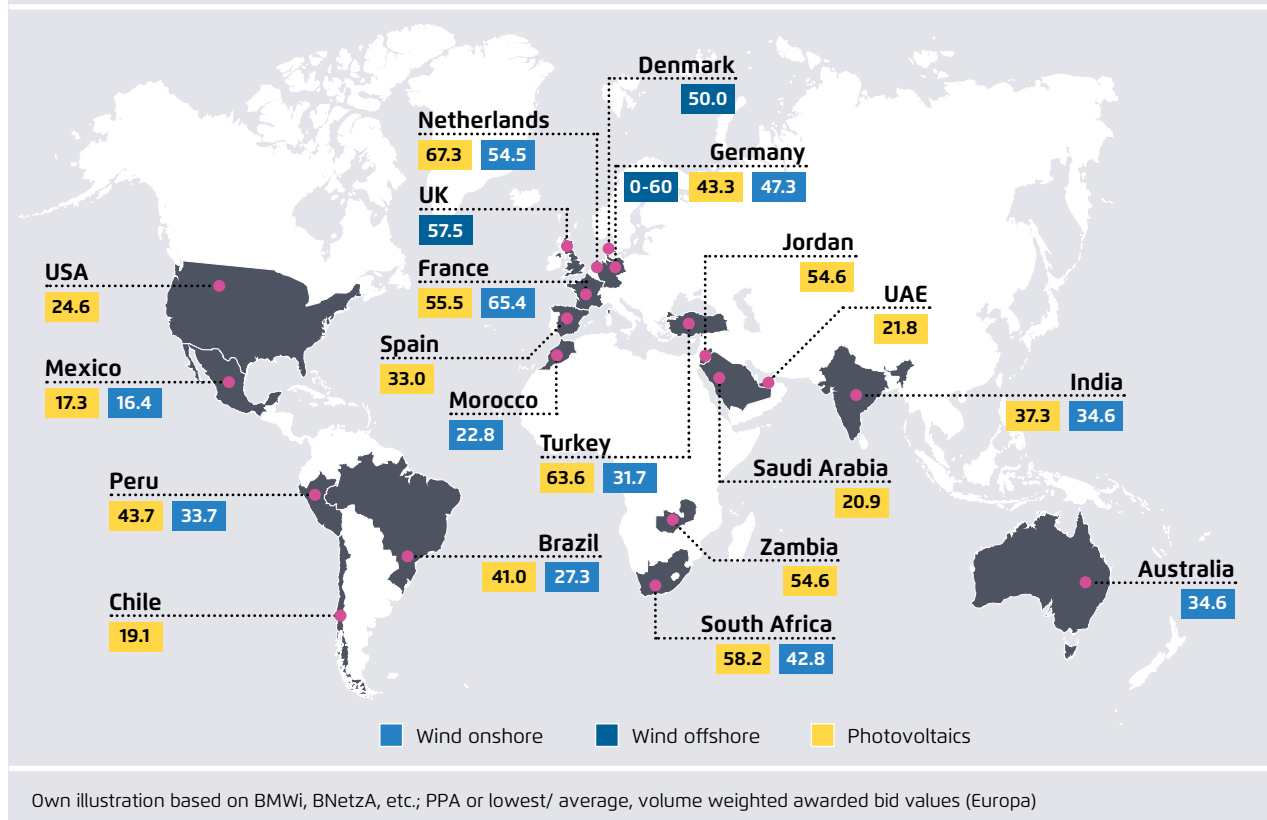 Denmark
50.0
Netherlands
67.3 54.5
Germany
0-60 43.3 47.3
UK
57.5
Jordan
54.6
USA
24.6
France
55.5 65.4
UAE
21.8
Spain
33.0
Mexico
17.3 16.4
India
37.3 34.6
Morocco
22.8
Turkey
63.6 31.7
Saudi Arabia
20.9
Peru
43.7 33.7
Brazil
41.0 27.3
Zambia
54.6
Australia
34.6
Chile
19.1
South Africa
58.2 42.8
Wind onshore Wind offshore Photovoltaics
Own illustration based on BMWi, BNetzA, etc.; PPA or lowest/ average, volume weighted awarded bid values (Europa)